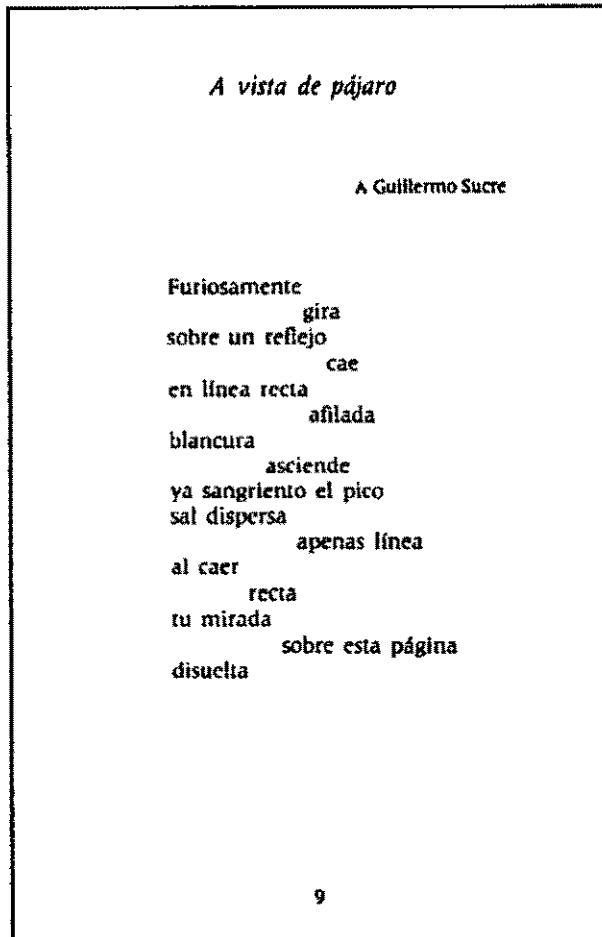 A vista de pájaro
A Guillermo Sucre
Furiosamente
gira
sobre un reflejo
cae
en línea recta
afilada
blancura
asciende
ya sangriento el pico
sal dispersa
apenas línea
al caer
recta
tu mirada
sobre esta página
disuelta
9